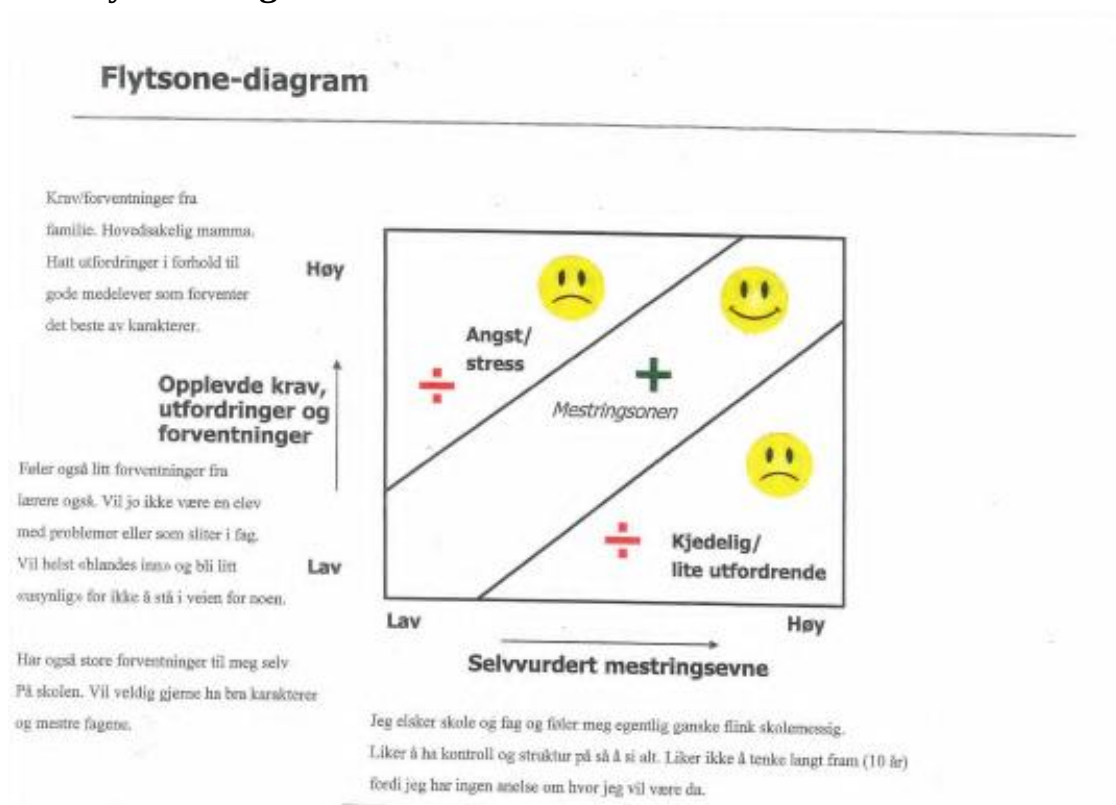 Flytsone-diagram
Krav/forventninger fra
familie. Hovedsakelig mamma.
Hatt utfordringer i forhold til
gode medelever som forventer
det beste av karakterer.
Høy
Angst/
stress
Opplevde krav,
utfordringer og
forventninger
Mestringsonen
Føler også litt forventninger fra
lærere også. Vil jo ikke være en elev
med problemer eller som sliter i fag.
Vil helst «blandes inn» og bli litt
«usynlig» for ikke å stå i veien for noen.
Lav
Kjedelig/
lite utfordrende
Lav
Høy
Selvvurdert mestringsevne
Har også store forventninger til meg selv
På skolen. Vil veldig gjerne ha bra karakterer
og mestre fagene.
Jeg elsker skole og fag og føler meg egentlig ganske flink skolemessig.
Liker å ha kontroll og struktur på så å si alt. Liker ikke å tenke langt fram (10 år)
fordi jeg har ingen anelse om hvor jeg vil være da.